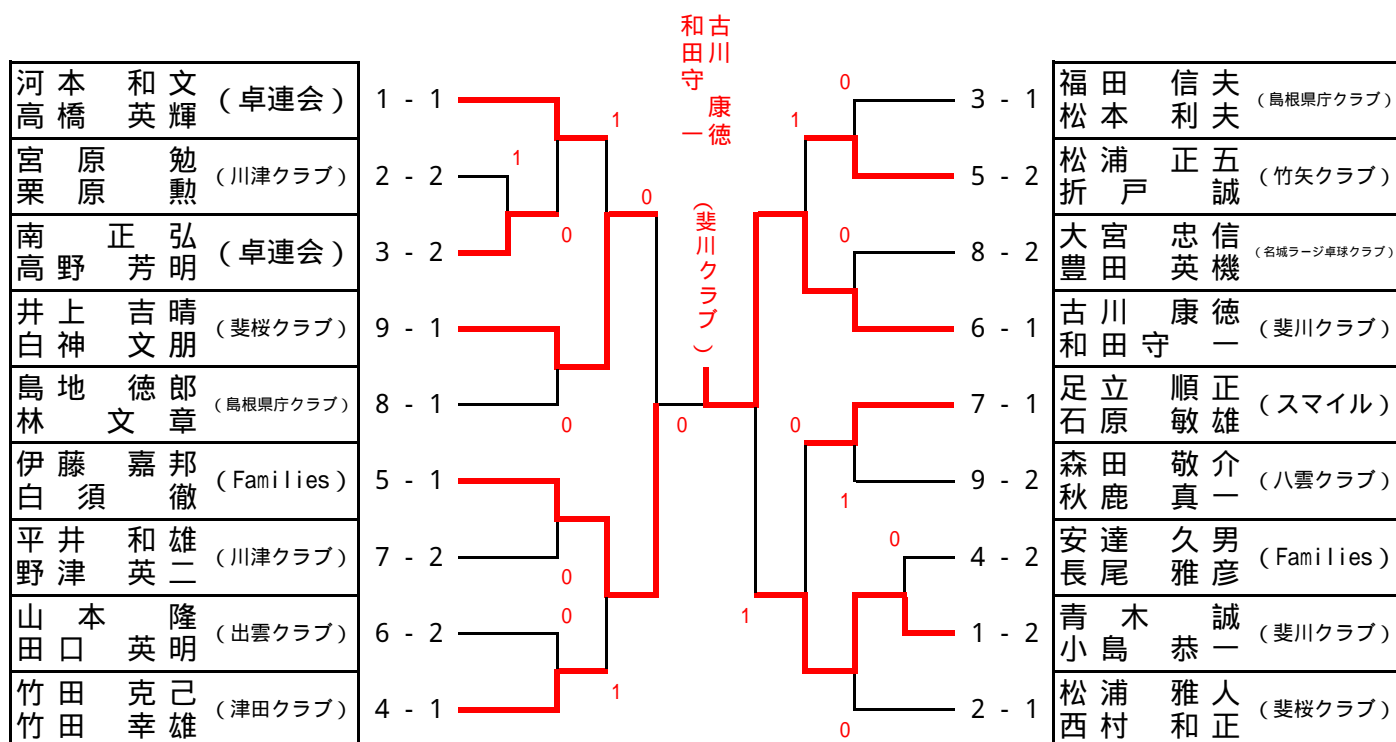 古川 康徳
和田守 一
(斐川クラブ)
河本 和文
高橋 英輝
(卓連会)
1 - 1
宮原 勉
栗原 勲
(川津クラブ)
2 - 2
南 正弘
高野 芳明
(卓連会)
3 - 2
井上 吉晴
白神 文朋
(斐桜クラブ)
9 - 1
島地 徳郎
林 文章
(島根県庁クラブ)
8 - 1
伊藤 嘉邦
白須 徹
(Families)
5 - 1
平井 和雄
野津 英二
(川津クラブ)
7 - 2
山本 隆
田口 英明
(出雲クラブ)
6 - 2
竹田 克己
竹田 幸雄
(津田クラブ)
4 - 1
1
1
0
0
0
0
0
0
1
0
1
0
0
1
0
1
0
3 - 1
福田 信夫
松本 利夫
(島根県庁クラブ)
5 - 2
松浦 正五
折戸 誠
(竹矢クラブ)
8 - 2
大宮 忠信
豊田 英機
(名城ラージ卓球クラブ)
6 - 1
古川 康徳
和田守 一
(斐川クラブ)
7 - 1
足立 順正
石原 敏雄
(スマイル)
9 - 2
森田 敬介
秋鹿 真一
(八雲クラブ)
4 - 2
安達 久男
長尾 雅彦
(Families)
1 - 2
青木 誠
小島 恭一
(斐川クラブ)
2 - 1
松浦 雅人
西村 和正
(斐桜クラブ)